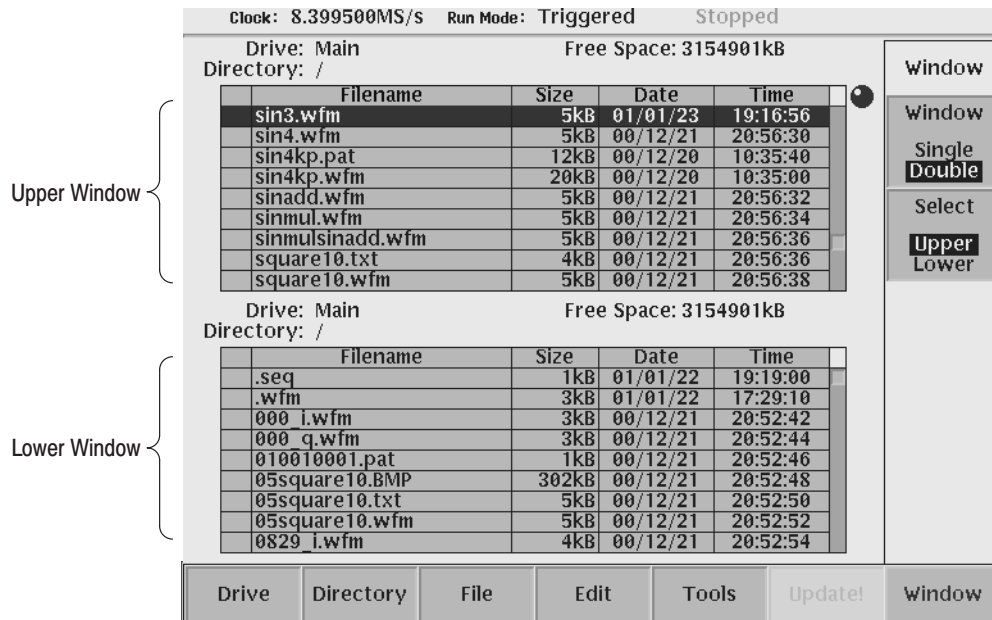 Clock: 8.399500MS/s Run Mode: Triggered Stopped
Drive: Main Free Space: 3154901kB
Directory: /
Filename Size Date Time
sin3.wfm 5kB 01/01/23 19:16:56
sin4.wfm 5kB 00/12/21 20:56:30
sin4kp.pat 12kB 00/12/20 10:35:40
sin4kp.wfm 20kB 00/12/20 10:35:00
sinadd.wfm 5kB 00/12/21 20:56:32
sinmul.wfm 5kB 00/12/21 20:56:34
sinmulsinadd.wfm 5kB 00/12/21 20:56:36
square10.txt 4kB 00/12/21 20:56:36
square10.wfm 5kB 00/12/21 20:56:38
Upper Window
Drive: Main Free Space: 3154901kB
Directory: /
Filename Size Date Time
.seq 1kB 01/01/22 19:19:00
.wfm 3kB 01/01/22 17:29:10
000_i.wfm 3kB 00/12/21 20:52:42
000_q.wfm 3kB 00/12/21 20:52:44
010010001.pat 1kB 00/12/21 20:52:46
05square10.BMP 302kB 00/12/21 20:52:48
05square10.txt 5kB 00/12/21 20:52:50
05square10.wfm 5kB 00/12/21 20:52:52
0829_i.wfm 4kB 00/12/21 20:52:54
Lower Window
Window
Window
Single
Double
Select
Upper
Lower
Drive Directory File Edit Tools Update! Window